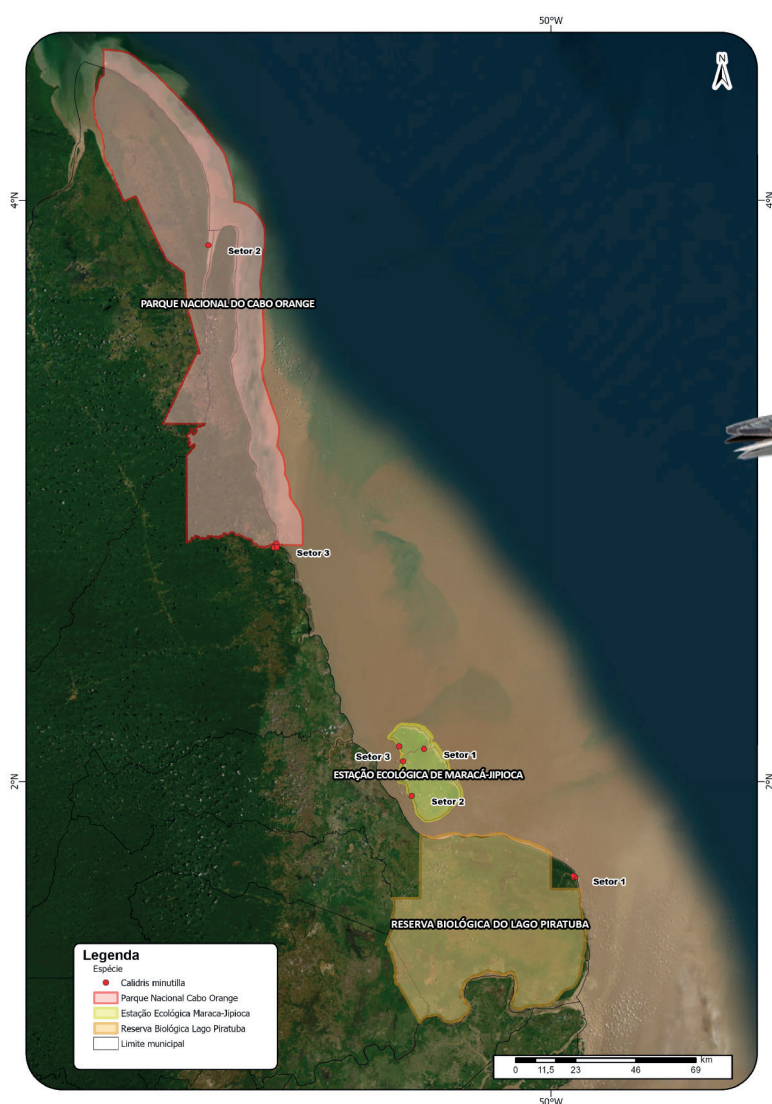 50°W
N
4°N
4°N
Setor 2
PARQUE NACIONAL DO CABO ORANGE
Setor 3
Setor 3
Setor 1
ESTAÇÃO ECOLÓGICA DE MARACÁ-JIPIOCA
2°N
2°N
Setor 2
Setor 1
RESERVA BIOLÓGICA DO LAGO PIRATUBA
Legenda
Espécie
Calidris minutilla
Parque Nacional Cabo Orange
Estação Ecológica Maraca-Jipioca
Reserva Biológica Lago Piratuba
Limite municipal
km
0 11,5 23 46 69
50°W